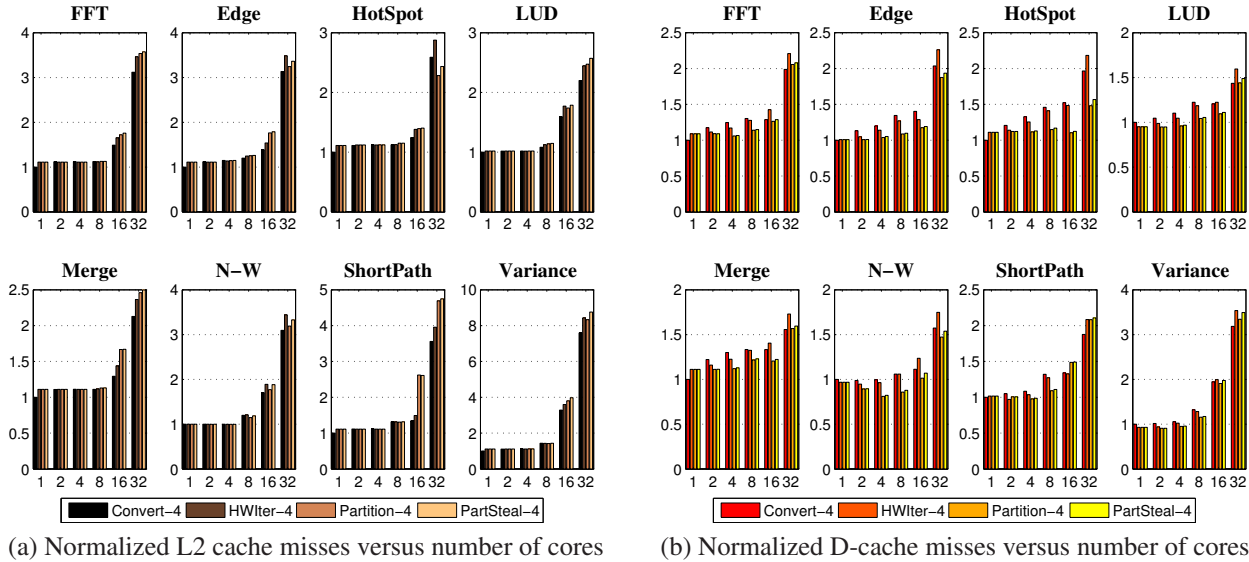 FFT Edge HotSpot LUD
4 4 3 3
3 3
2 2
2 2
1 1
1 1
0 0 0 0
1 2 4 8 16 32 1 2 4 8 16 32 1 2 4 8 16 32 1 2 4 8 16 32
Merge N−W ShortPath Variance
2.5 4 5 10
2 4 8
3
1.5 3 6
2
1 2 4
1
0.5 1 2
0 0 0 0
1 2 4 8 16 32 1 2 4 8 16 32 1 2 4 8 16 32 1 2 4 8 16 32
Convert−4 HWIter−4 Partition−4 PartSteal−4
(a) Normalized L2 cache misses versus number of cores
FFT Edge HotSpot LUD
2.5 2.5 2.5 2
2 2 2
1.5
1.5 1.5 1.5
1
1 1 1
0.5 0.5 0.5 0.5
0 0 0 0
1 2 4 8 16 32 1 2 4 8 16 32 1 2 4 8 16 32 1 2 4 8 16 32
Merge N−W ShortPath Variance
2 2 2.5 4
2
1.5 1.5 3
1.5
1 1 2
1
0.5 0.5 0.5 1
0 0 0 0
1 2 4 8 16 32 1 2 4 8 16 32 1 2 4 8 16 32 1 2 4 8 16 32
Convert−4 HWIter−4 Partition−4 PartSteal−4
(b) Normalized D-cache misses versus number of cores